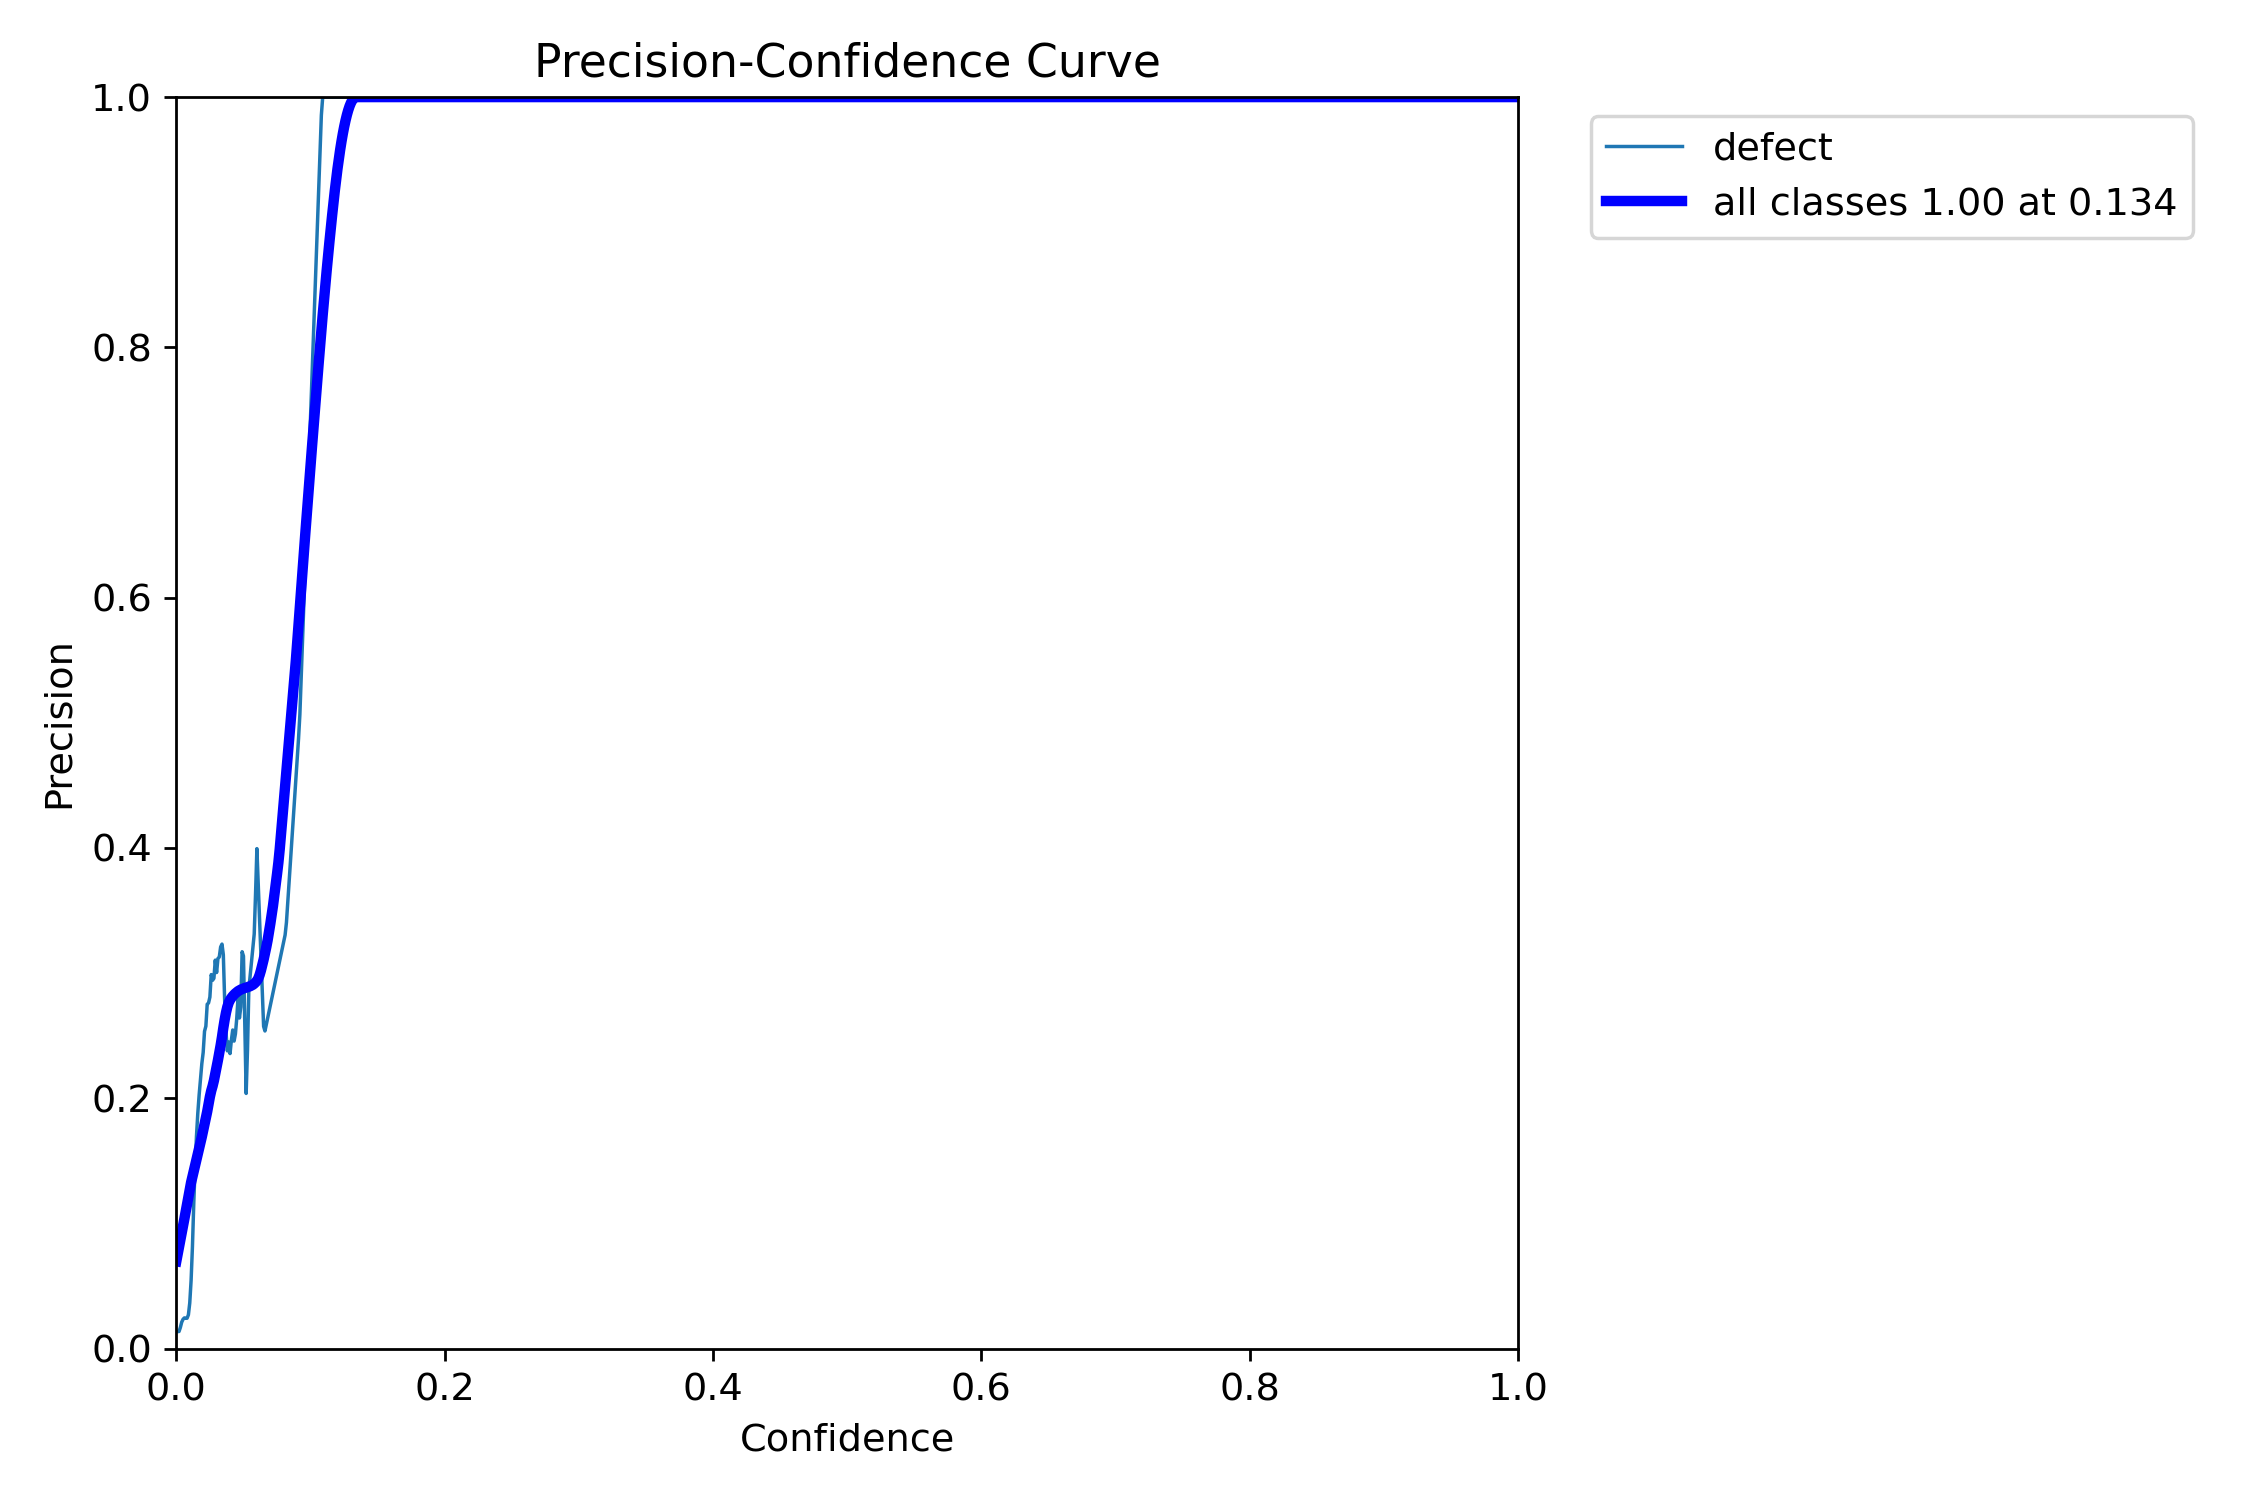 Precision-Confidence Curve
1.0
0.8
0.6
0.4
0.2
0.0
Precision
0.0 0.2 0.4 0.6 0.8 1.0
Confidence
defect
all classes 1.00 at 0.134